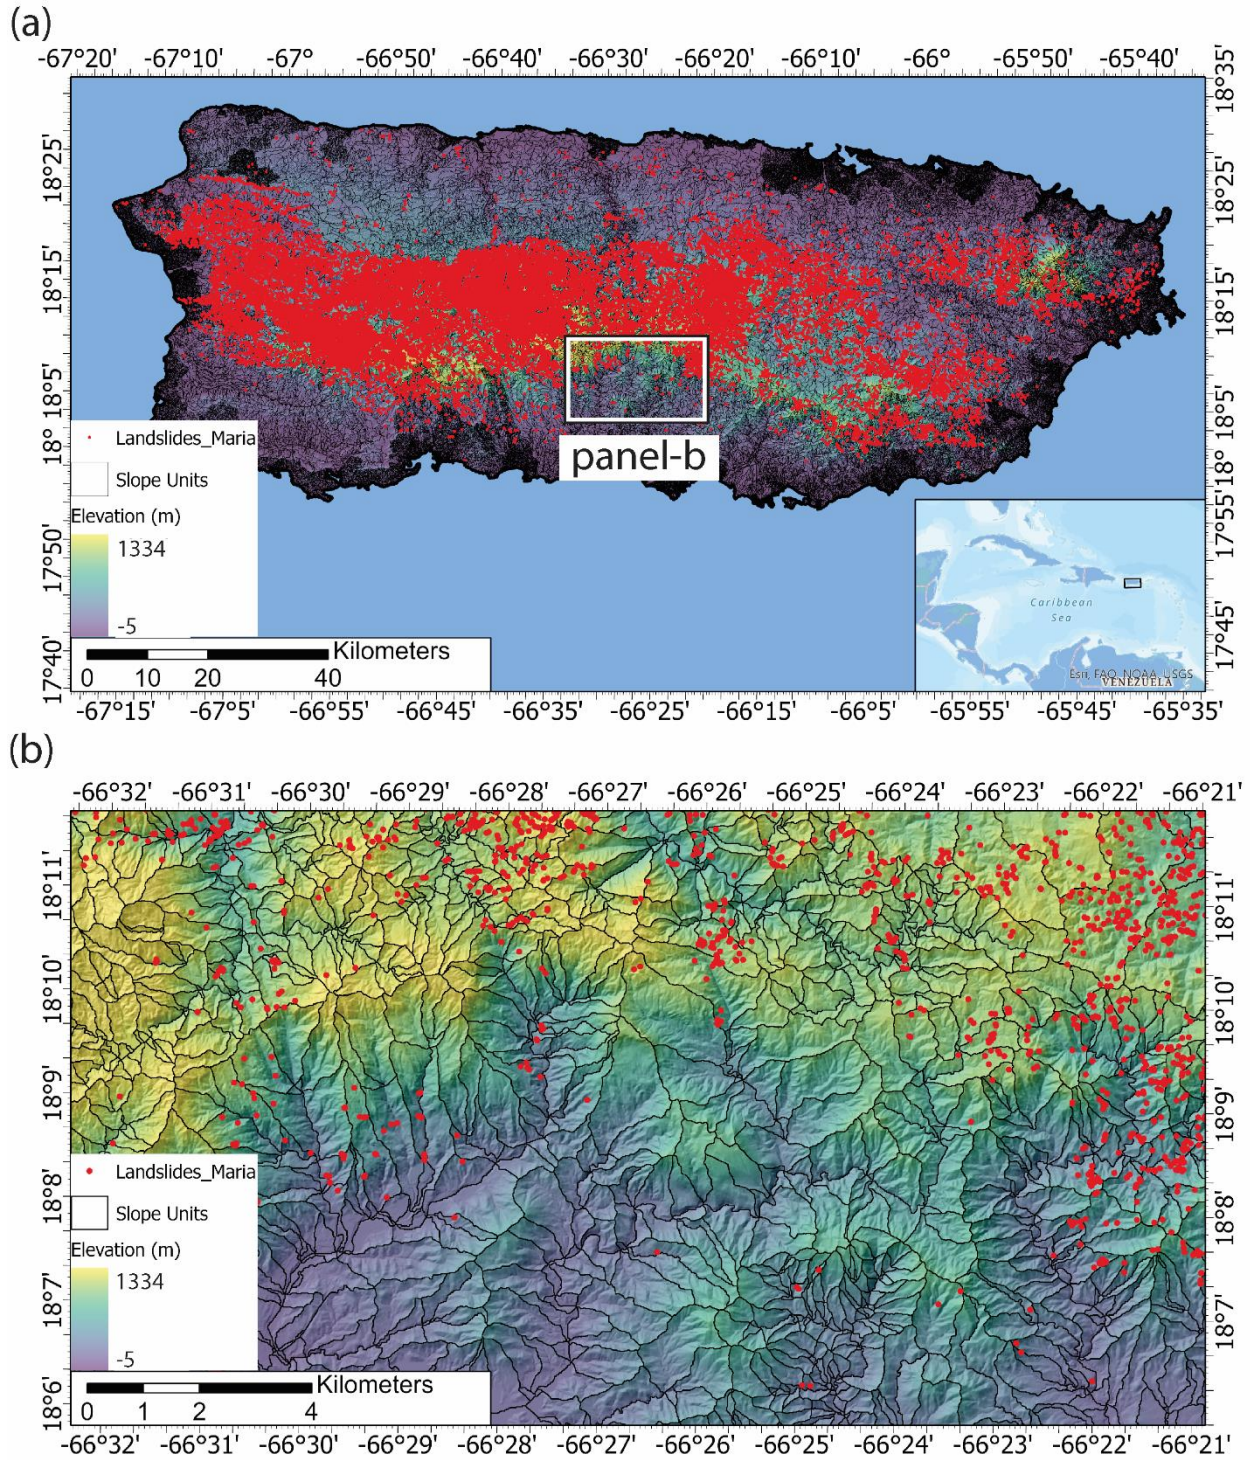 (a)
-67°20' -67°10' -67° -66°50' -66°40' -66°30' -66°20' -66°10' -66° -65°50' -65°40'
18°35'
18°25'
18°25'
18°15'
18°15'
18°5'
18°5'
18°
18°
17°55'
17°50'
17°45'
17°40'
panel-b
Landslides_Maria
Slope Units
Elevation (m)
1334
-5
Kilometers
0 10 20 40
Caribbean
Sea
Esri, FAO, NOAA, USGS
VENEZUELA
-67°15' -67°5' -66°55' -66°45' -66°35' -66°25' -66°15' -66°5' -65°55' -65°45' -65°35'
(b)
-66°32' -66°31' -66°30' -66°29' -66°28' -66°27' -66°26' -66°25' -66°24' -66°23' -66°22' -66°21'
18°11'
18°11'
18°10'
18°10'
18°9'
18°9'
18°8'
18°8'
18°7'
18°7'
18°6'
Landslides_Maria
Slope Units
Elevation (m)
1334
-5
Kilometers
0 1 2 4
-66°32' -66°31' -66°30' -66°29' -66°28' -66°27' -66°26' -66°25' -66°24' -66°23' -66°22' -66°21'